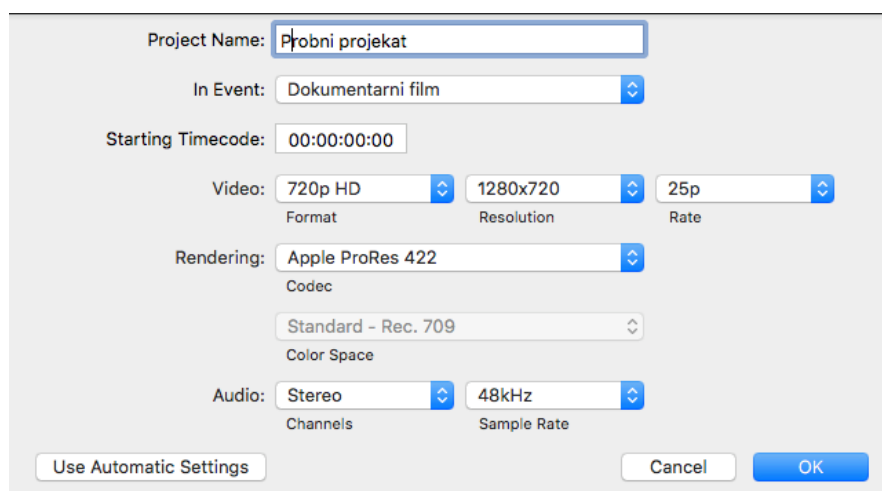 Project Name: Probni projekat
In Event: Dokumentarni film
Starting Timecode: 00:00:00:00
Video: 720p HD 1280x720 25p
Format Resolution Rate
Rendering: Apple ProRes 422
Codec
Standard - Rec. 709
Color Space
Audio: Stereo 48kHz
Channels Sample Rate
Use Automatic Settings Cancel OK